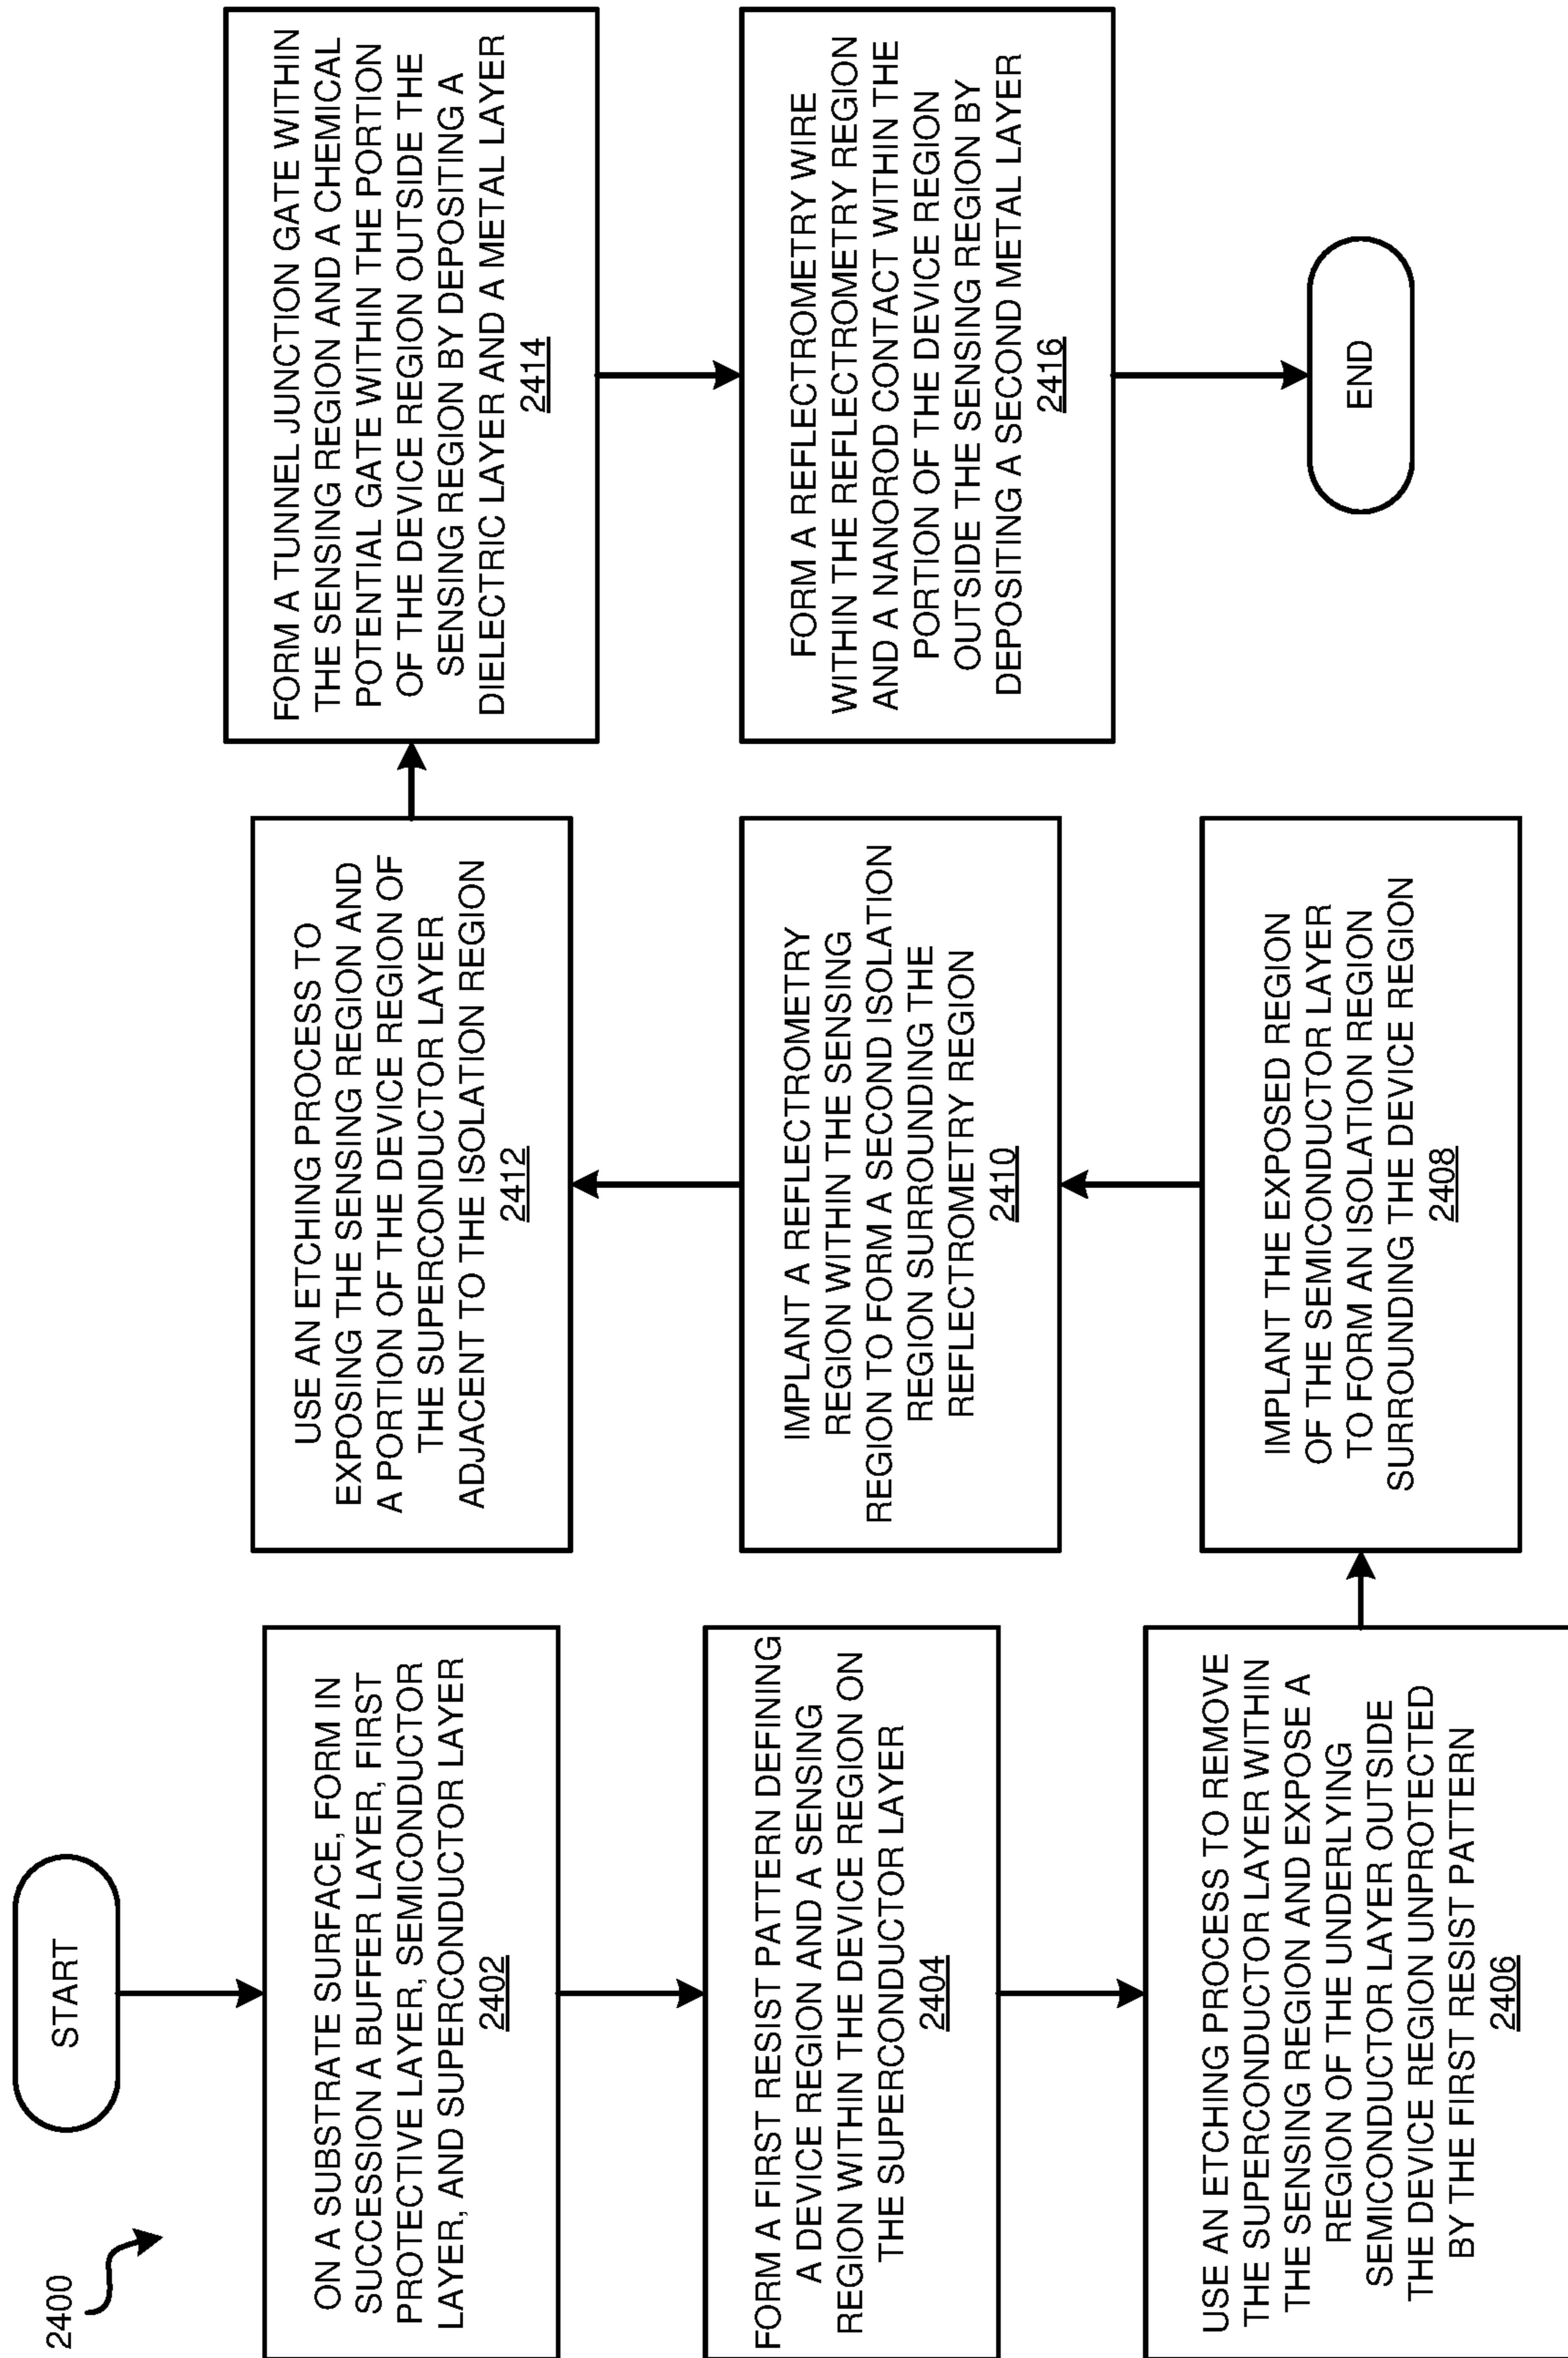 2400
START
ON A SUBSTRATE SURFACE, FORM IN
SUCCESSION A BUFFER LAYER, FIRST
PROTECTIVE LAYER, SEMICONDUCTOR
LAYER, AND SUPERCONDUCTOR LAYER
2402
FORM A FIRST RESIST PATTERN DEFINING
A DEVICE REGION AND A SENSING
REGION WITHIN THE DEVICE REGION ON
THE SUPERCONDUCTOR LAYER
2404
USE AN ETCHING PROCESS TO REMOVE
THE SUPERCONDUCTOR LAYER WITHIN
THE SENSING REGION AND EXPOSE A
REGION OF THE UNDERLYING
SEMICONDUCTOR LAYER OUTSIDE
THE DEVICE REGION UNPROTECTED
BY THE FIRST RESIST PATTERN
2406
IMPLANT THE EXPOSED REGION
OF THE SEMICONDUCTOR LAYER
TO FORM AN ISOLATION REGION
SURROUNDING THE DEVICE REGION
2408
IMPLANT A REFLECTROMETRY
REGION WITHIN THE SENSING
REGION TO FORM A SECOND ISOLATION
REGION SURROUNDING THE
REFLECTROMETRY REGION
2410
USE AN ETCHING PROCESS TO
EXPOSING THE SENSING REGION AND
A PORTION OF THE DEVICE REGION OF
THE SUPERCONDUCTOR LAYER
ADJACENT TO THE ISOLATION REGION
2412
FORM A TUNNEL JUNCTION GATE WITHIN
THE SENSING REGION AND A CHEMICAL
POTENTIAL GATE WITHIN THE PORTION
OF THE DEVICE REGION OUTSIDE THE
SENSING REGION BY DEPOSITING A
DIELECTRIC LAYER AND A METAL LAYER
2414
FORM A REFLECTROMETRY WIRE
WITHIN THE REFLECTROMETRY REGION
AND A NANOROD CONTACT WITHIN THE
PORTION OF THE DEVICE REGION
OUTSIDE THE SENSING REGION BY
DEPOSITING A SECOND METAL LAYER
2416
END